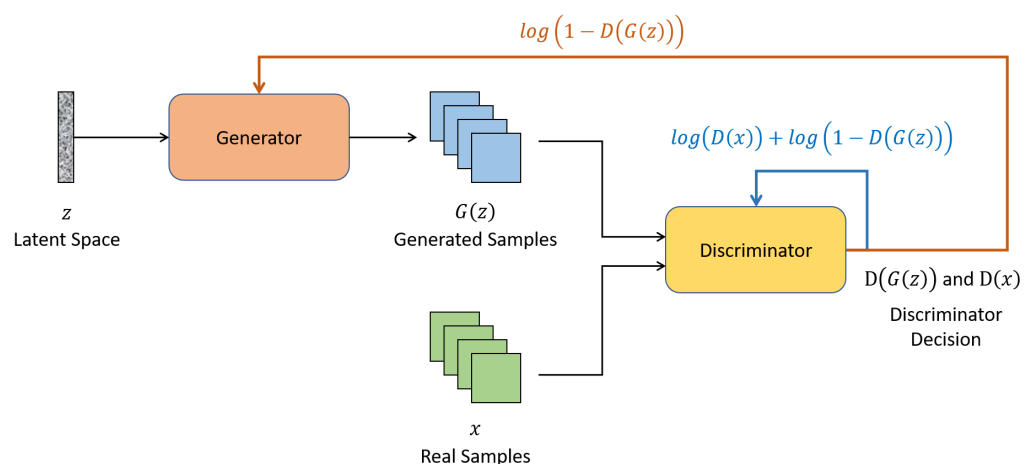 log(1 − D(G(z)))
Generator
log(D(x)) + log(1 − D(G(z)))
z
Latent Space
G(z)
Generated Samples
Discriminator
D(G(z)) and D(x)
Discriminator
Decision
x
Real Samples